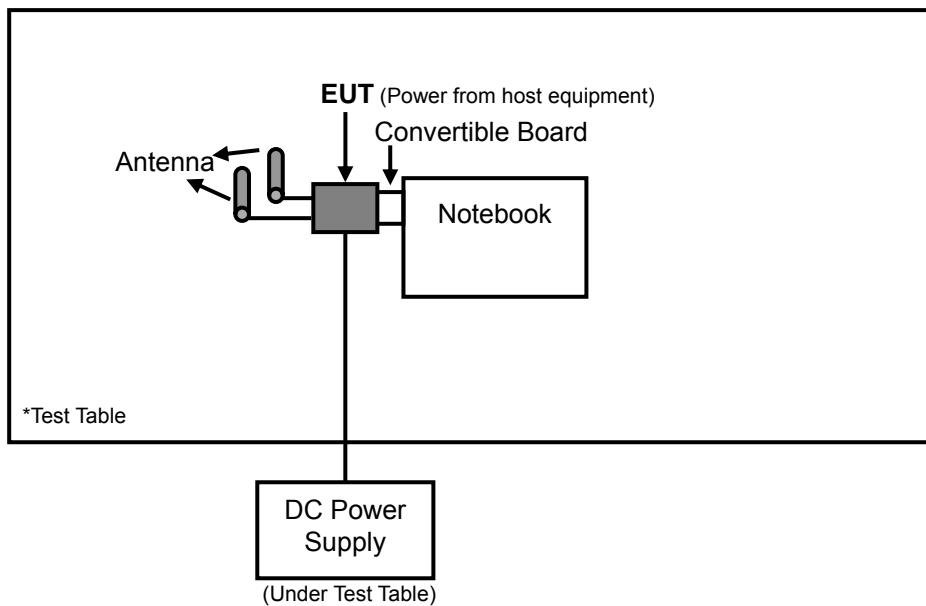 EUT (Power from host equipment)
Convertible Board
Antenna
Notebook
*Test Table
DC Power
Supply
(Under Test Table)